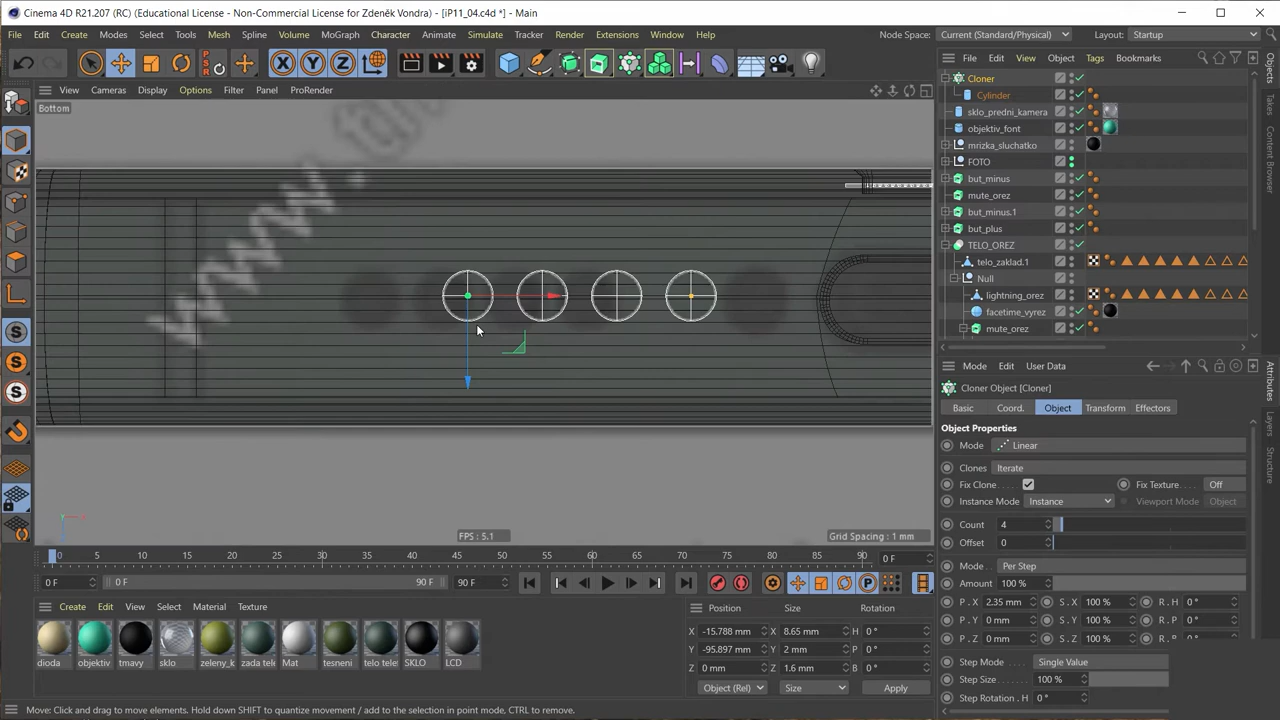 Cinema 4D R21.207 (RC) (Educational License - Non-Commercial License for Zdeněk Vondra) - [iP11_04.c4d *] - Main
File Edit Create Modes Select Tools Mesh Spline Volume MoGraph Character Animate Simulate Tracker Render Extensions Window Help
Node Space: Current (Standard/Physical) Layout: Startup
X Y Z
PSR
File Edit View Object Tags Bookmarks
View Cameras Display Options Filter Panel ProRender
Bottom
www.
Cloner
Cylinder
sklo_predni_kamera
objektiv_font
mrizka_sluchatko
FOTO
but_minus
mute_orez
but_minus.1
but_plus
TELO_OREZ
telo_zaklad.1
Null
lightning_orez
facetime_vyrez
mute_orez
Objects
Takes
Content Browser
Mode Edit User Data
Cloner Object [Cloner]
Basic Coord. Object Transform Effectors
Object Properties
Mode Linear
Clones Iterate
Fix Clone Fix Texture Off
Instance Mode Instance Viewport Mode Object
Count 4
Offset 0
Mode Per Step
Amount 100 %
P . X 2.35 mm S . X 100 % R . H 0 °
P . Y 0 mm S . Y 100 % R . P 0 °
P . Z 0 mm S . Z 100 % R . 0 °
Step Mode Single Value
Step Size 100 %
Step Rotation . H 0 °
Attributes
Layers
Structure
FPS : 5.1
Grid Spacing : 1 mm
0 5 10 15 20 25 30 35 40 45 50 55 60 65 70 75 80 85 90 0 F
0 F 0 F 90 F 90 F
Create Edit View Select Material Texture
dioda objektiv tmavy sklo zeleny_k zada tele Mat tesneni telo telef SKLO LCD
Position Size Rotation
X -15.788 mm X 8.65 mm H 0 °
Y -95.897 mm Y 2 mm P 0 °
Z 0 mm Z 1.6 mm B 0 °
Object (Rel) Size Apply
Move: Click and drag to move elements. Hold down SHIFT to quantize movement / add to the selection in point mode, CTRL to remove.